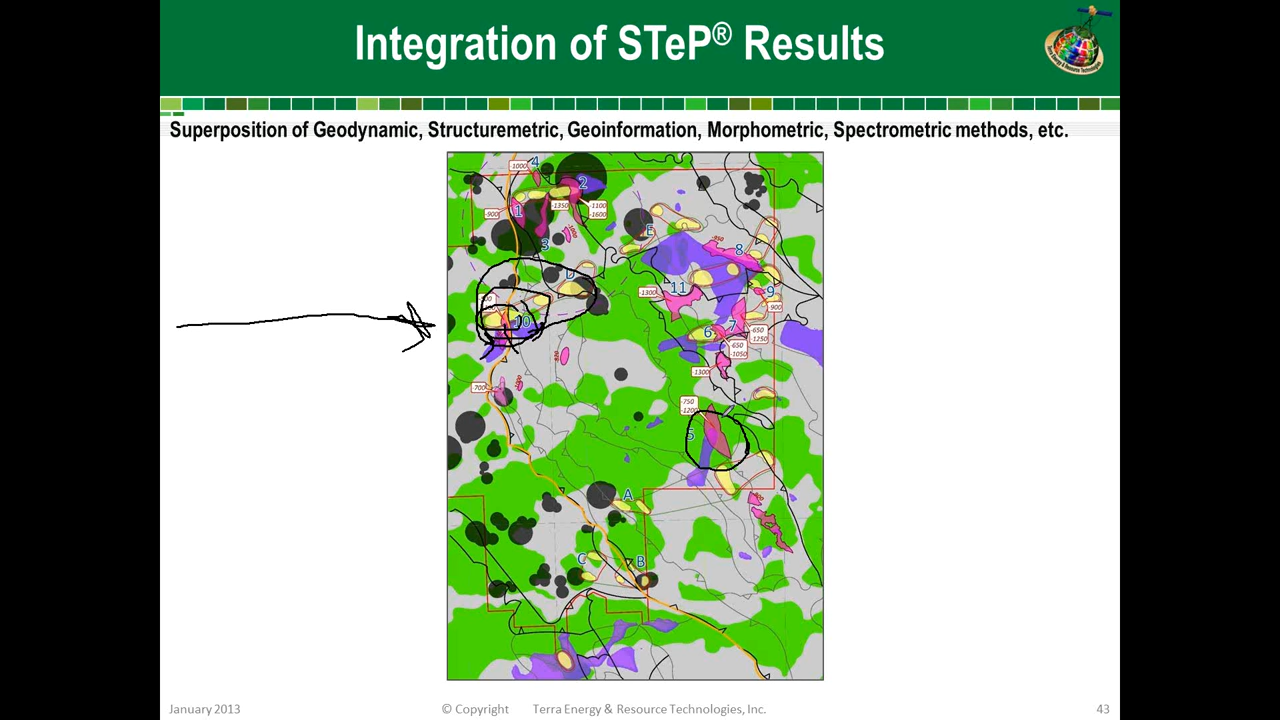 Integration of STeP® Results
Superposition of Geodynamic, Structuremetric, Geoinformation, Morphometric, Spectrometric methods, etc.
-1000
4
2
-900
1
-1350
-1100
-1600
3
E
8
D
11
-1300
9
-900
10
6
7
-650
-1250
-650
-1050
-1300
-700
-750
-1200
5
A
C
B
January 2013
© Copyright
Terra Energy & Resource Technologies, Inc.
43